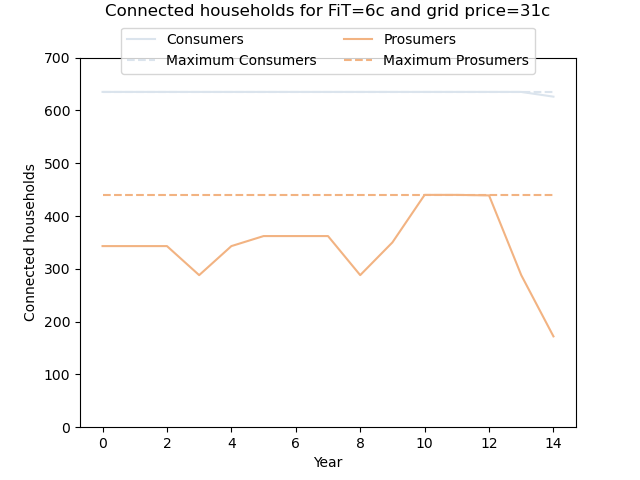 Connected households for FiT=6c and grid price=31c
Consumers
Prosumers
Maximum Consumers
Maximum Prosumers
700
600
500
400
300
200
100
0
Connected households
0 2 4 6 8 10 12 14
Year